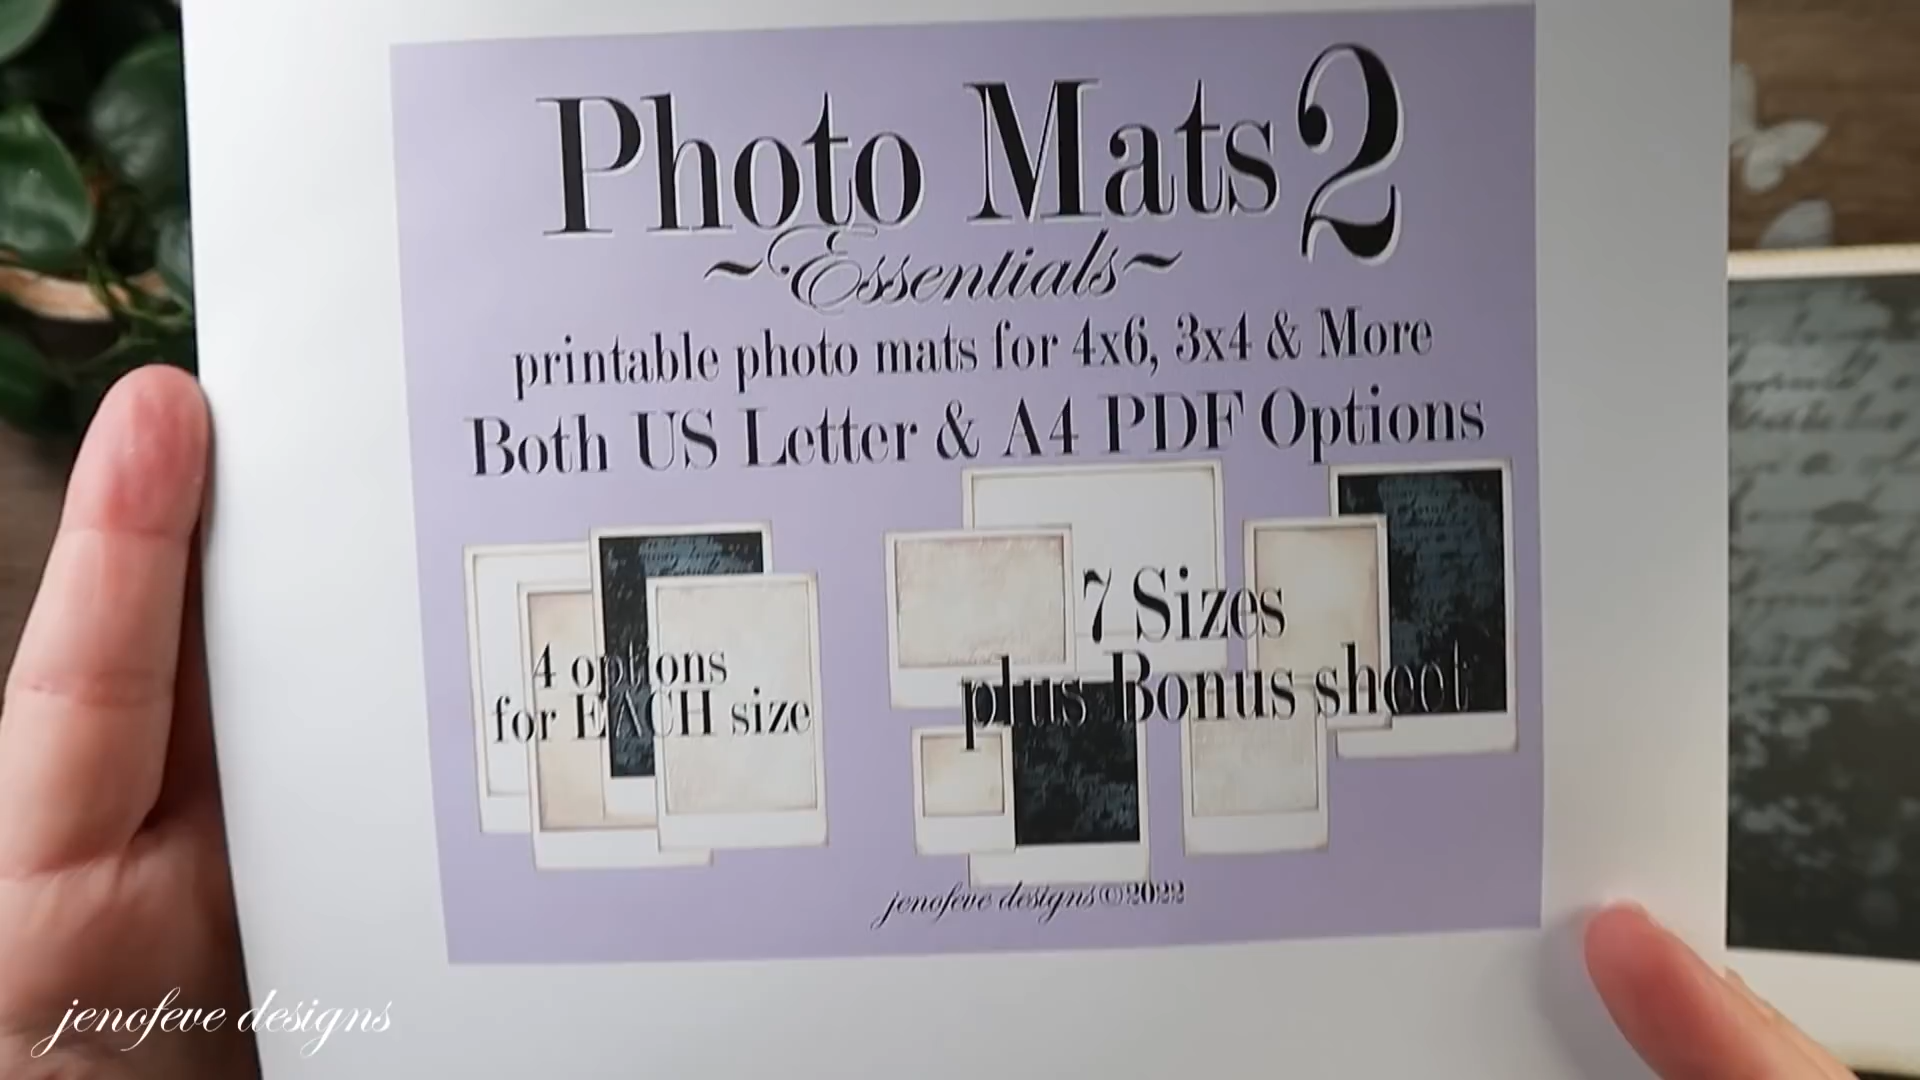 Photo Mats 2
~Essentials~
printable photo mats for 4x6, 3x4 & More
Both US Letter & A4 PDF Options
4 options
for EACH size
7 Sizes
plus Bonus sheet
jenofeve designs©2022
jenofeve designs